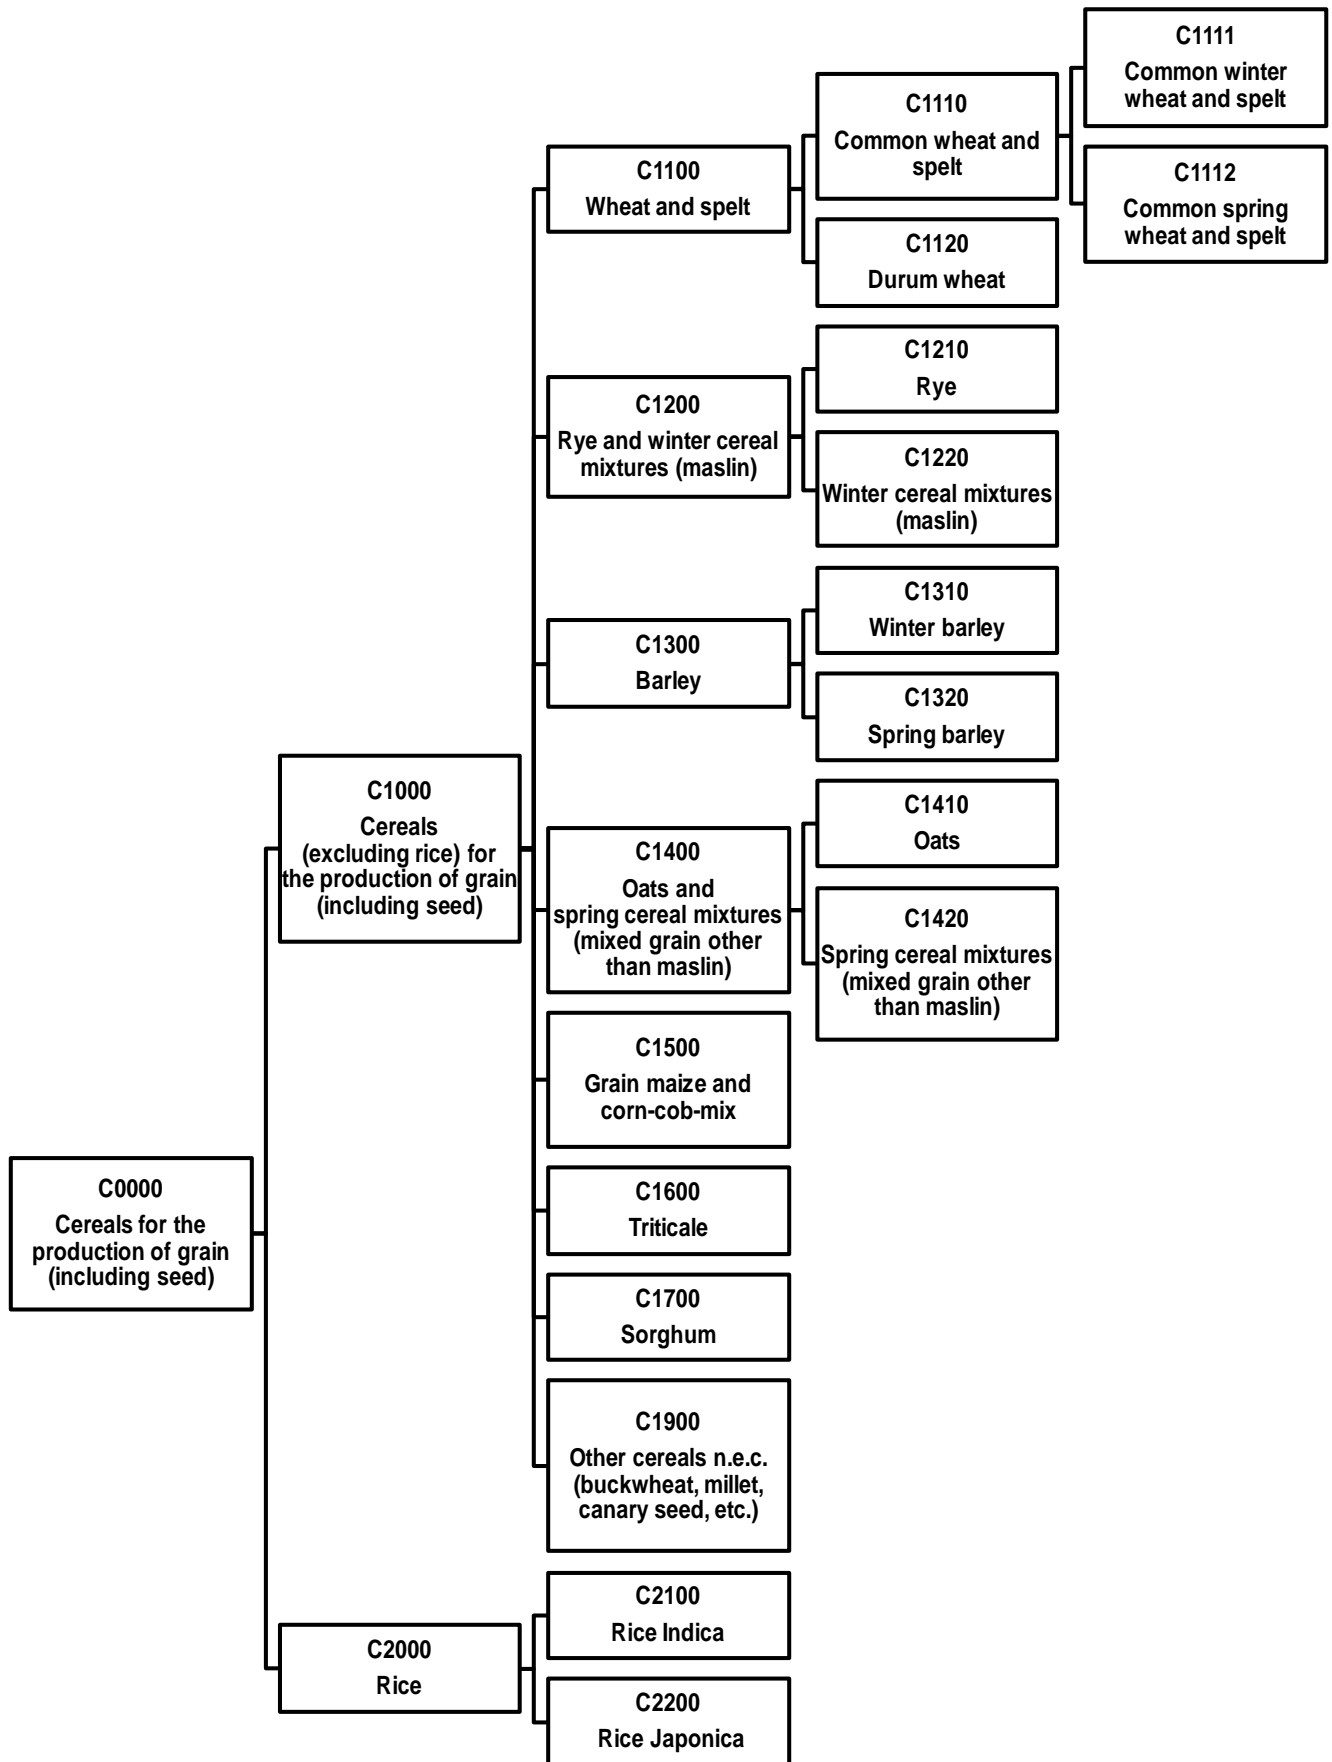 C1111
Common winter
wheat and spelt
C1110
Common wheat and
spelt
C1100
Wheat and spelt
C1112
Common spring
wheat and spelt
C1120
Durum wheat
C1210
Rye
C1200
Rye and winter cereal
mixtures (maslin)
C1220
Winter cereal mixtures
(maslin)
C1310
Winter barley
C1300
Barley
C1320
Spring barley
C1000
Cereals
(excluding rice) for
the production of grain
(including seed)
C1410
Oats
C1400
Oats and
spring cereal mixtures
(mixed grain other
than maslin)
C1420
Spring cereal mixtures
(mixed grain other
than maslin)
C1500
Grain maize and
corn-cob-mix
C0000
Cereals for the
production of grain
(including seed)
C1600
Triticale
C1700
Sorghum
C1900
Other cereals n.e.c.
(buckwheat, millet,
canary seed, etc.)
C2100
Rice Indica
C2000
Rice
C2200
Rice Japonica